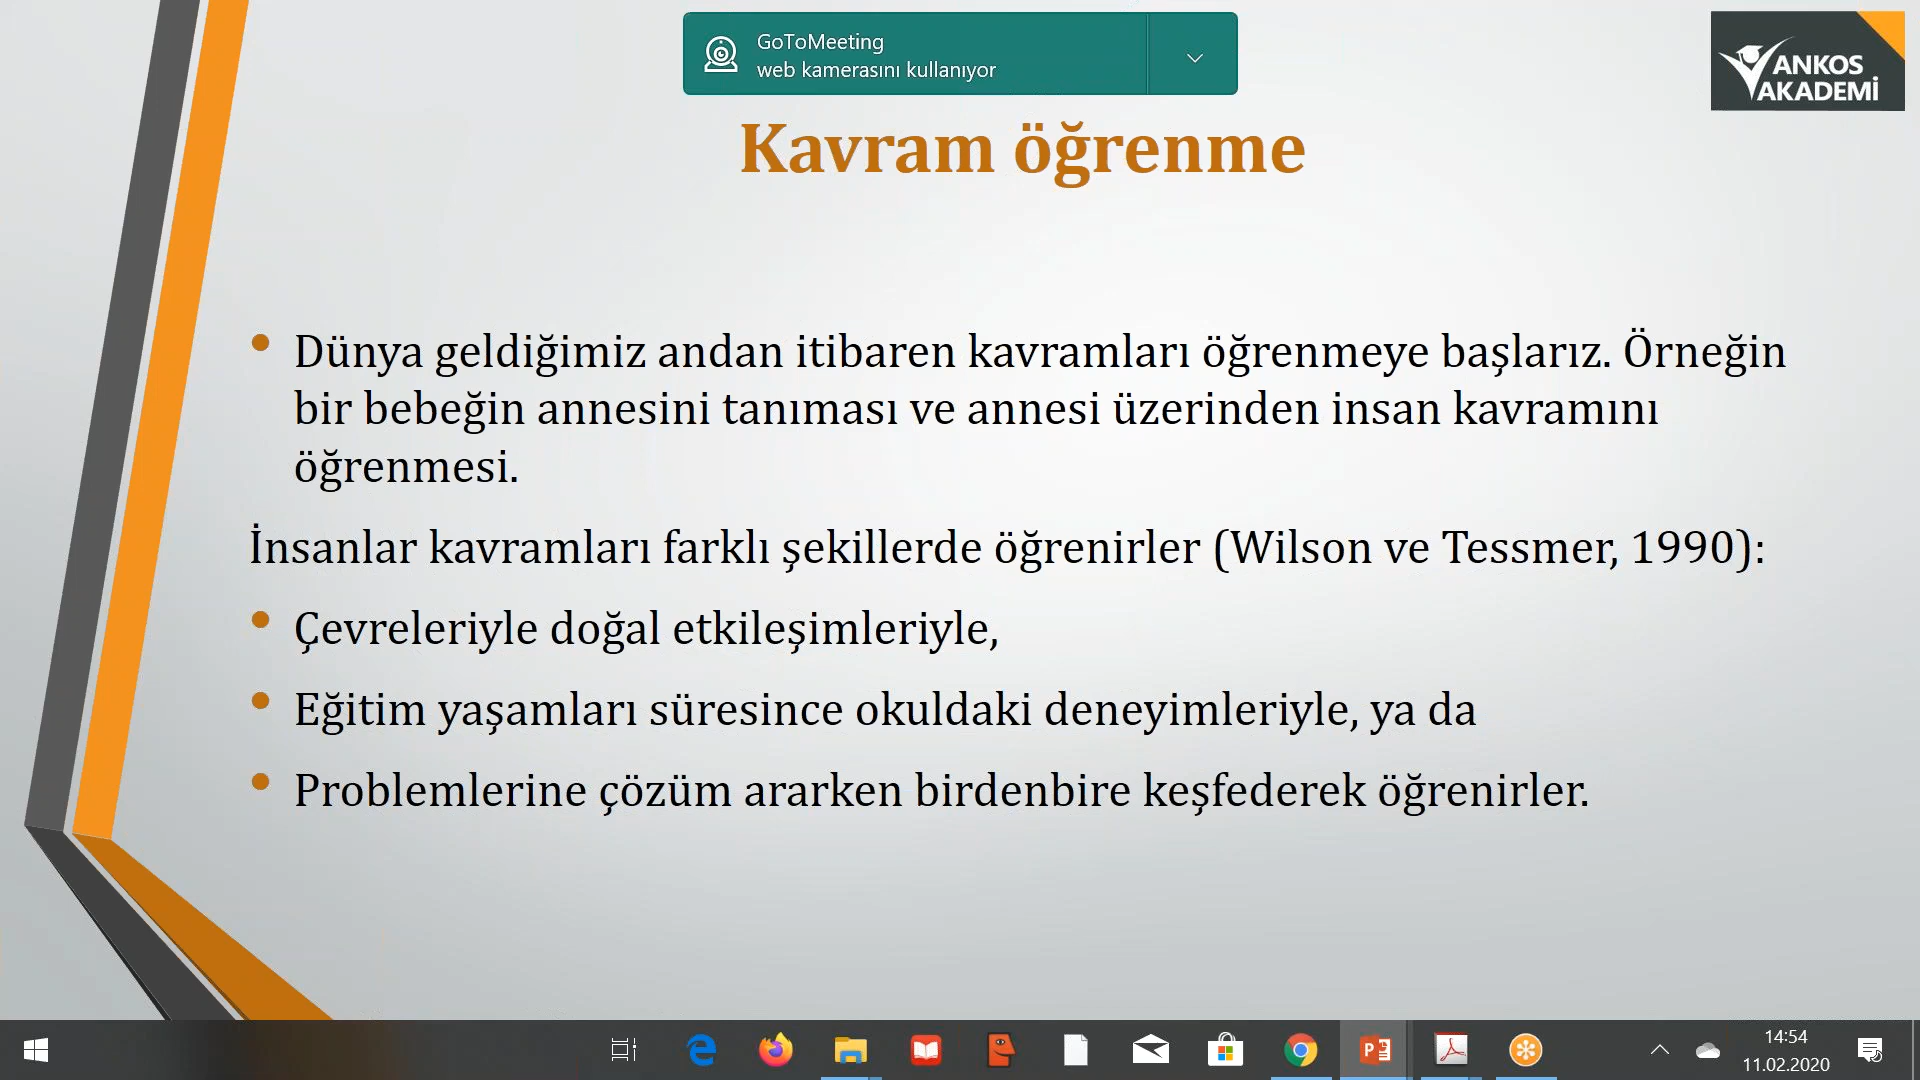 GoToMeeting
web kamerasını kullanıyor
ANKOS
AKADEMİ
Kavram öğrenme
• Dünya geldiğimiz andan itibaren kavramları öğrenmeye başlarız. Örneğin
bir bebeğin annesini tanıması ve annesi üzerinden insan kavramını
öğrenmesi.
İnsanlar kavramları farklı şekillerde öğrenirler (Wilson ve Tessmer, 1990):
• Çevreleriyle doğal etkileşimleriyle,
• Eğitim yaşamları süresince okuldaki deneyimleriyle, ya da
• Problemlerine çözüm ararken birdenbire keşfederek öğrenirler.
14:54
11.02.2020